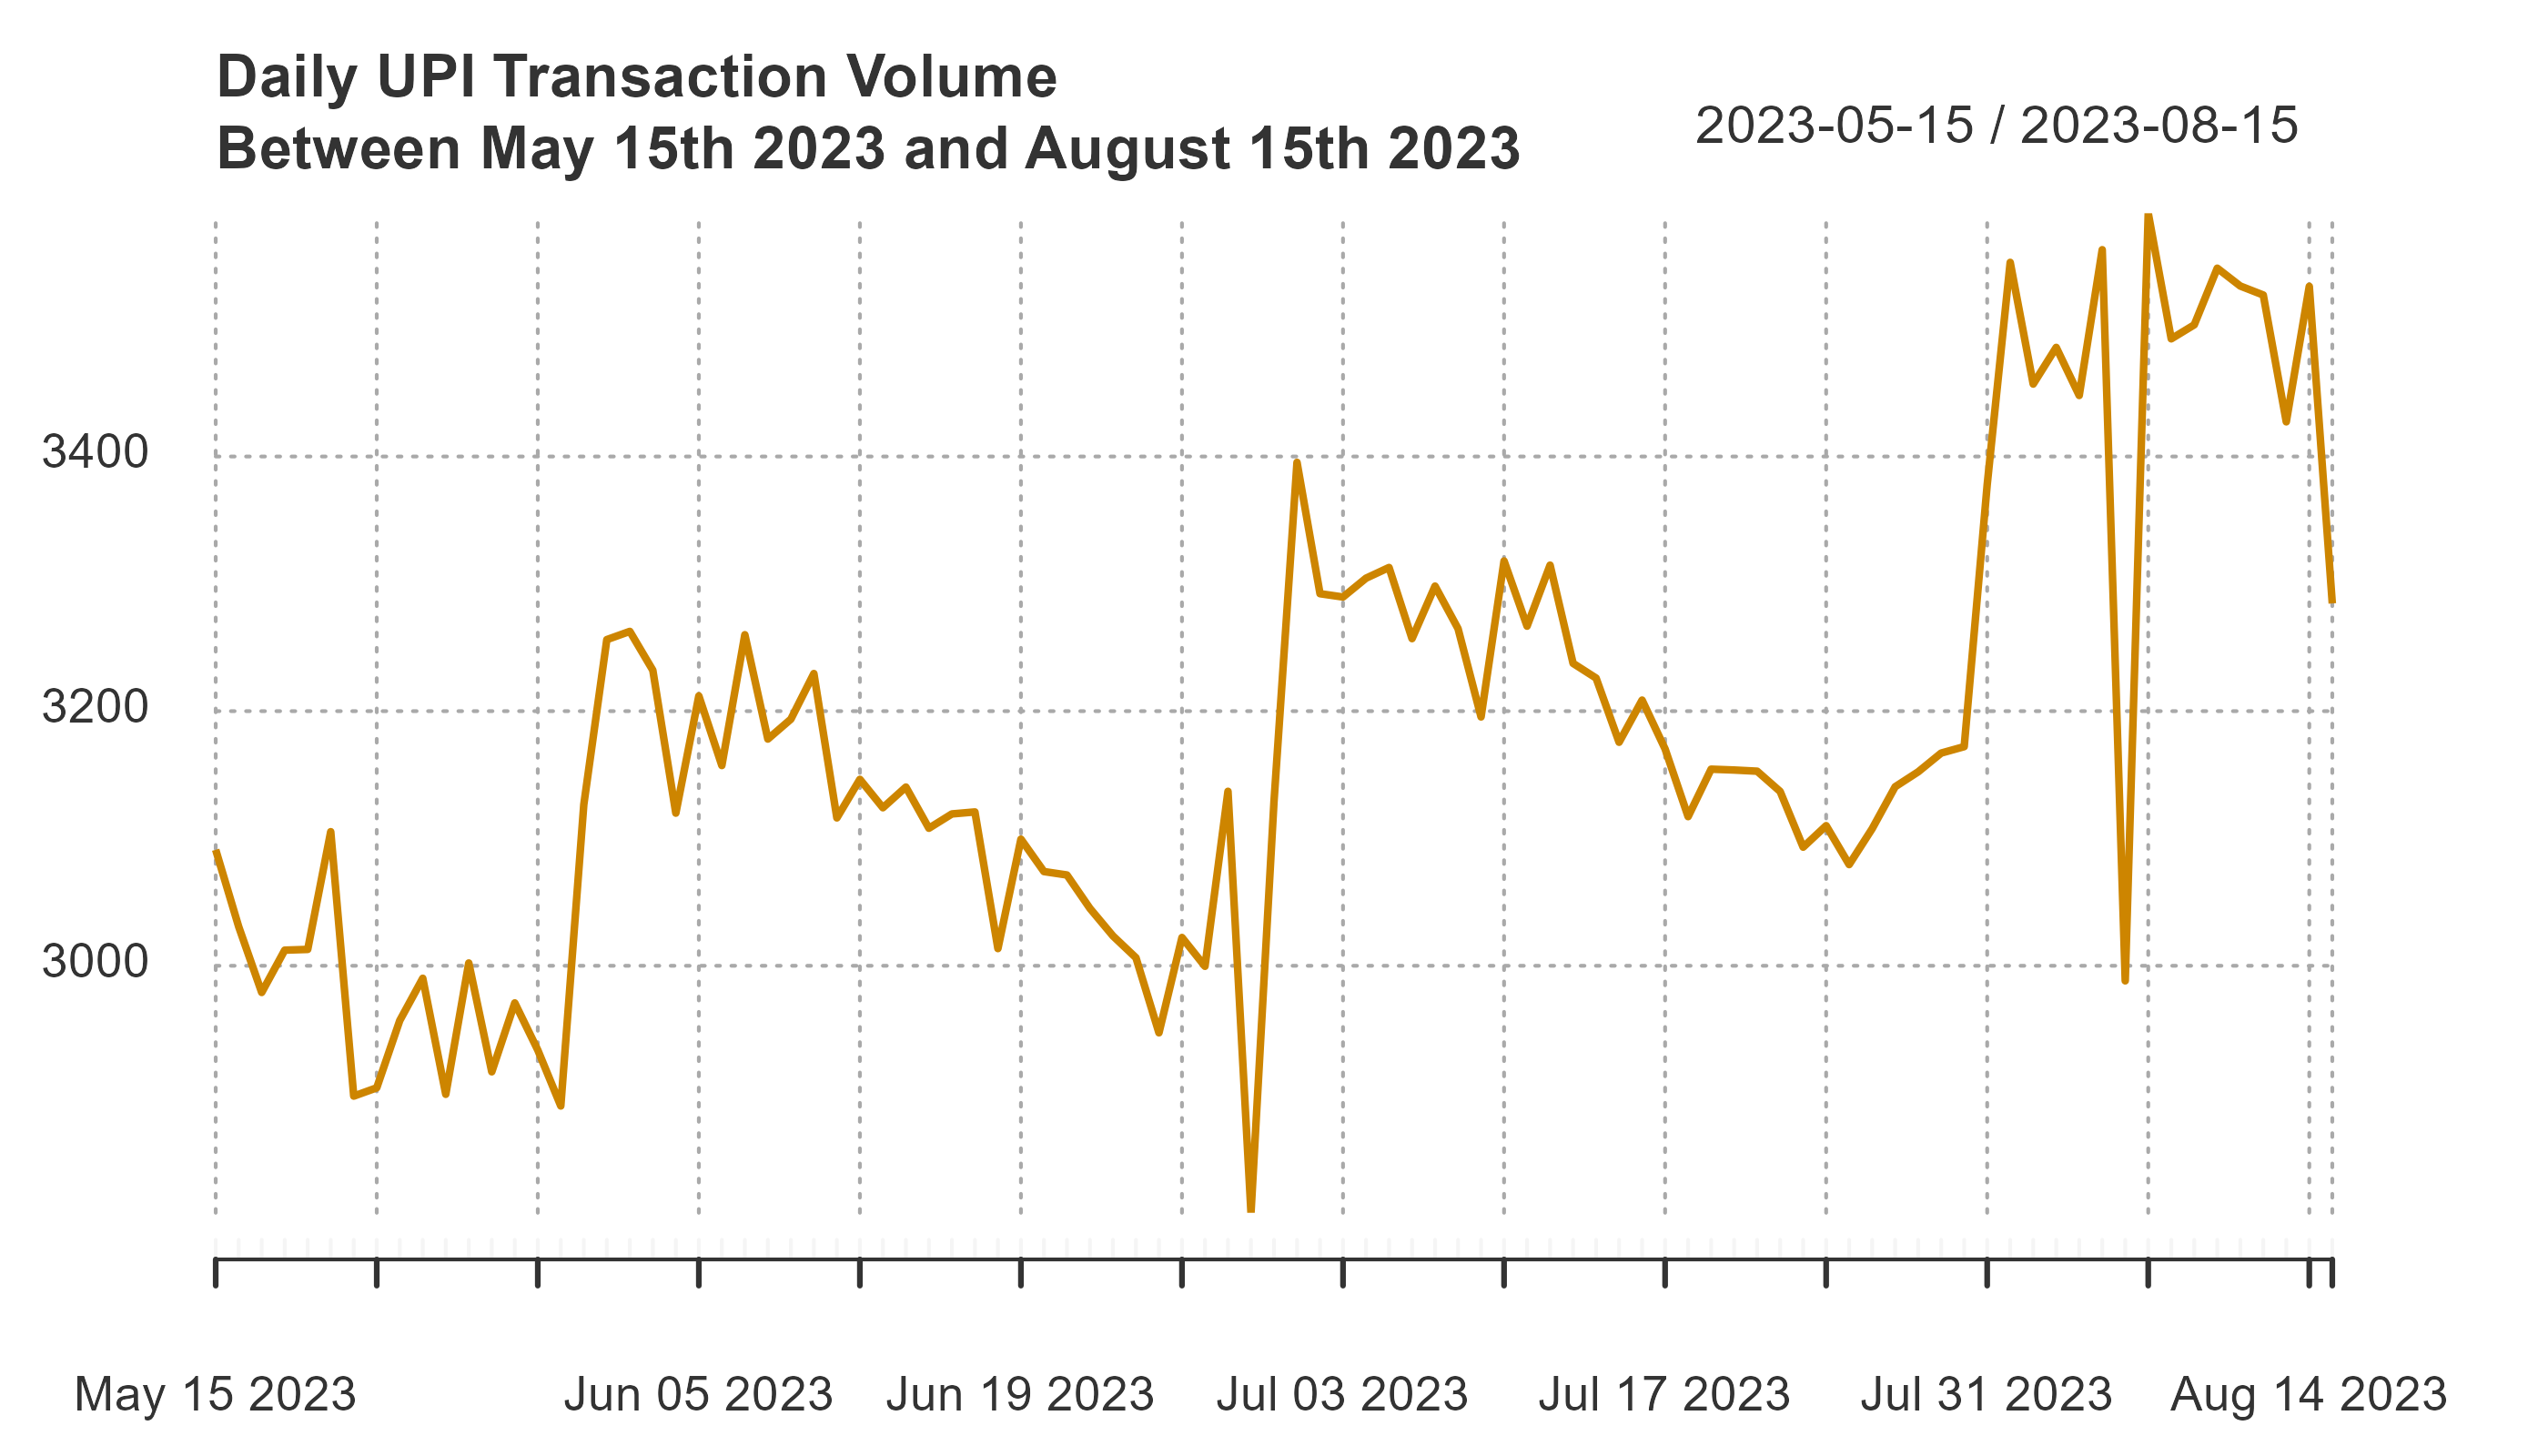 Daily UPI Transaction Volume
Between May 15th 2023 and August 15th 2023
2023-05-15 / 2023-08-15
3400
3200
3000
May 15 2023
Jun 05 2023
Jun 19 2023
Jul 03 2023
Jul 17 2023
Jul 31 2023
Aug 14 2023